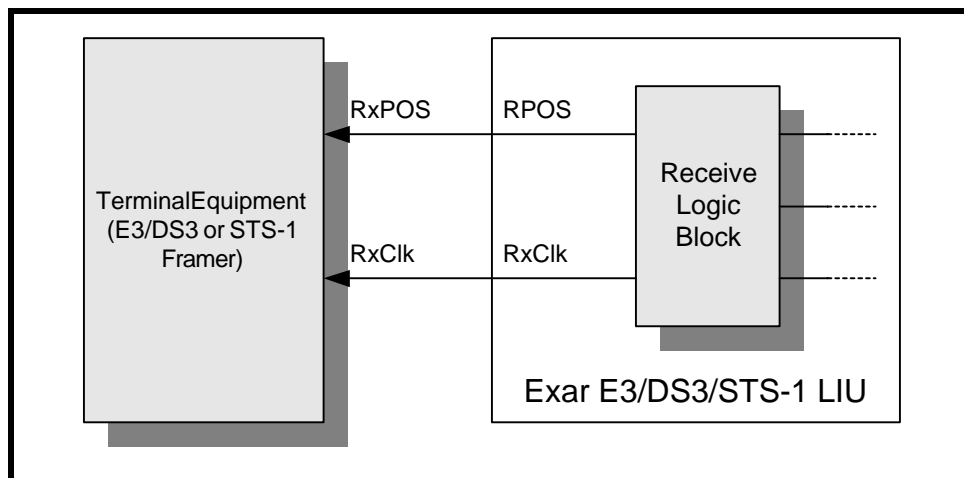 RxPOS
RPOS
TerminalEquipment
(E3/DS3 or STS-1
Framer)
Receive
Logic
Block
RxClk
RxClk
Exar E3/DS3/STS-1 LIU